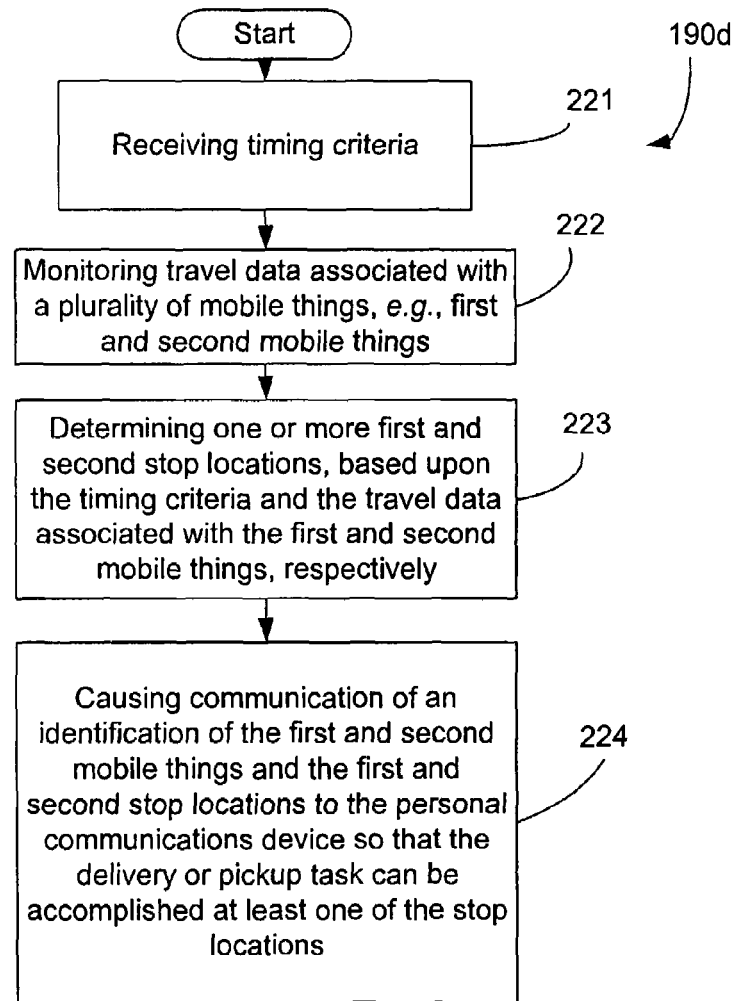 Start
190d
Receiving timing criteria
221
Monitoring travel data associated with
a plurality of mobile things, e.g., first
and second mobile things
222
Determining one or more first and
second stop locations, based upon
the timing criteria and the travel data
associated with the first and second
mobile things, respectively
223
Causing communication of an
identification of the first and second
mobile things and the first and
second stop locations to the personal
communications device so that the
delivery or pickup task can be
accomplished at least one of the stop
locations
224